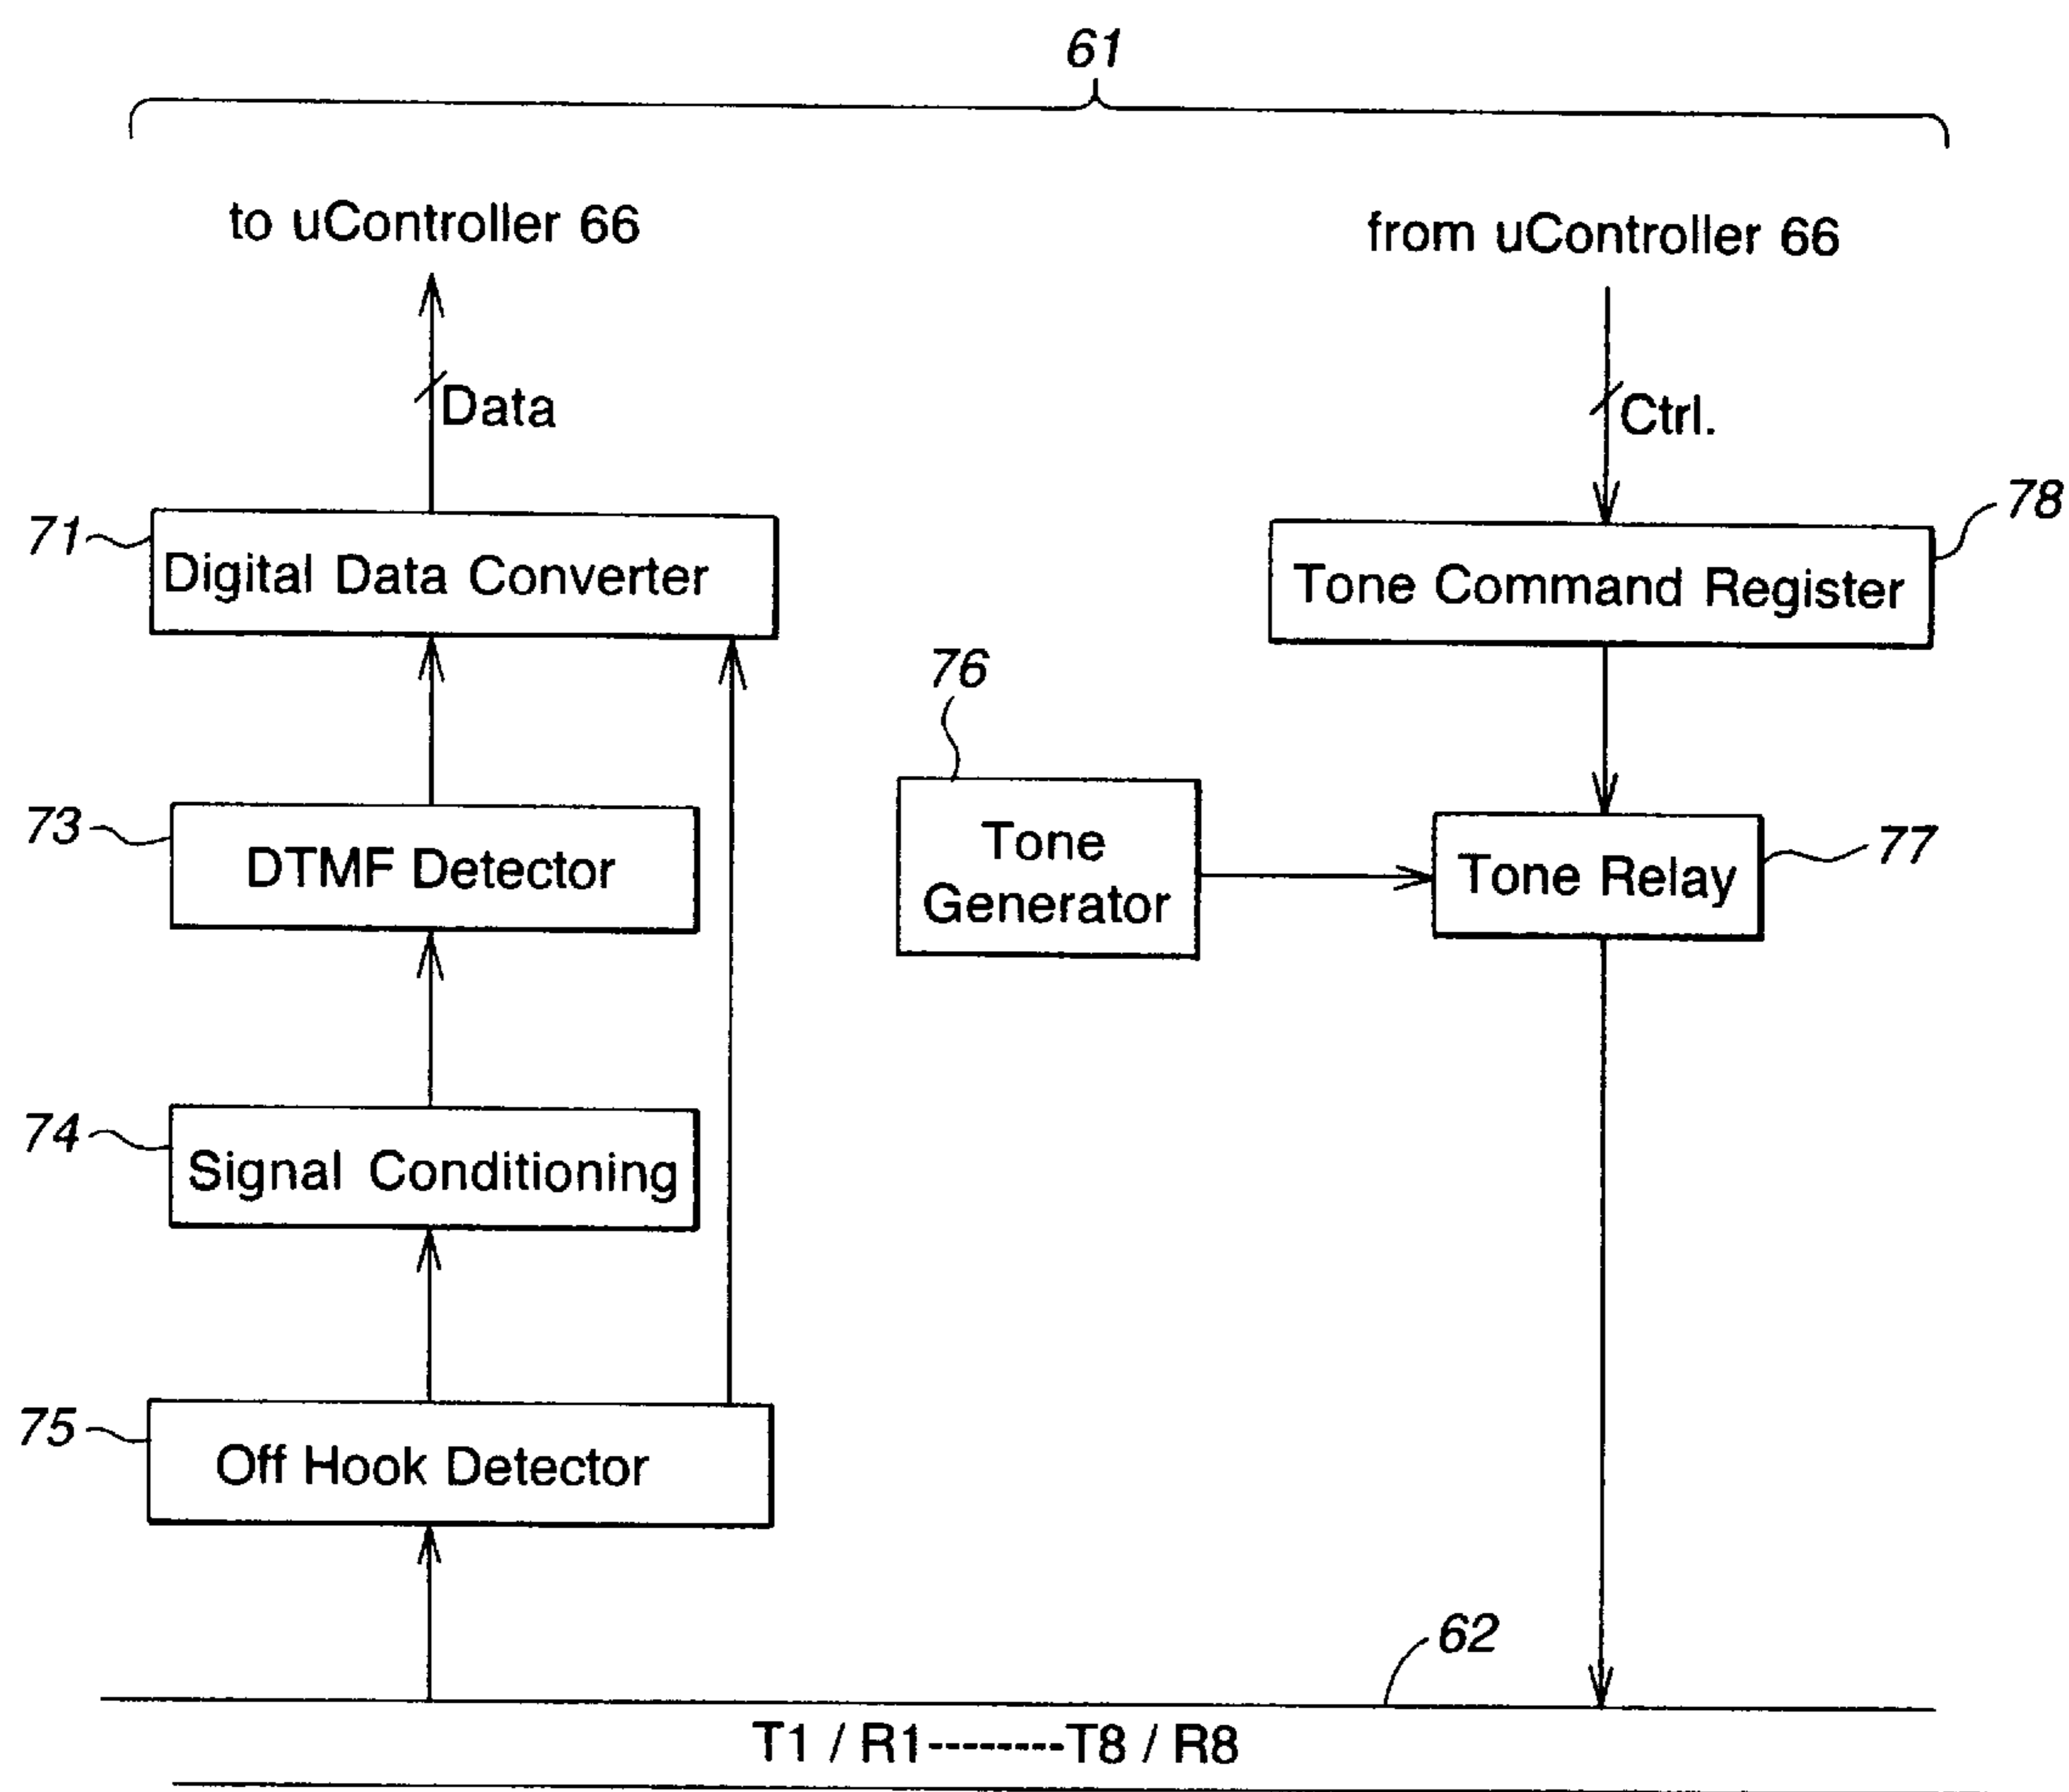 61
to uController 66
from uController 66
Data
Ctrl.
71
Digital Data Converter
78
Tone Command Register
76
73
DTMF Detector
Tone
Generator
Tone Relay
77
74
Signal Conditioning
75
Off Hook Detector
62
T1 / R1---------T8 / R8